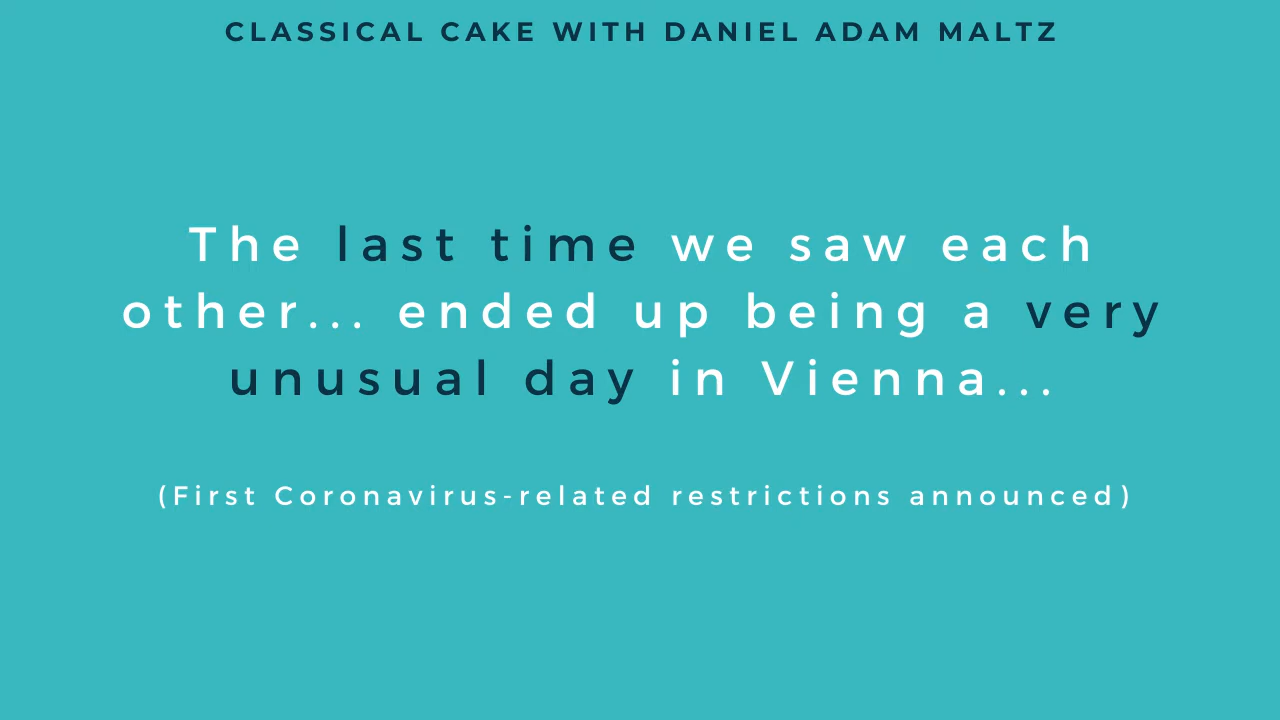 CLASSICAL CAKE WITH DANIEL ADAM MALTZ
The last time we saw each
other... ended up being a very
unusual day in Vienna...
(First Coronavirus-related restrictions announced)